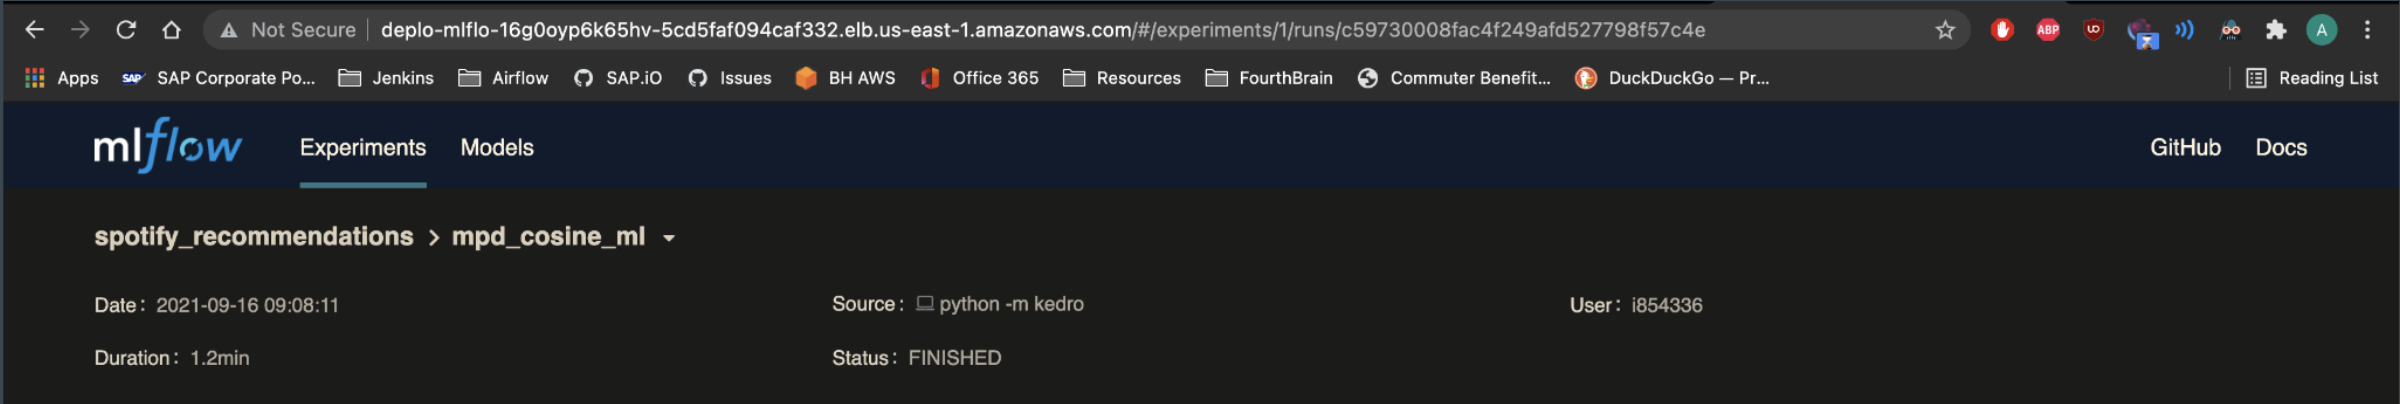 Not Secure deplo-mlflo-16g0oyp6k65hv-5cd5faf094caf332.elb.us-east-1.amazonaws.com/#/experiments/1/runs/c59730008fac4f249afd527798f57c4e ABP UD A
Apps SAP SAP Corporate Po... Jenkins Airflow SAP.iO Issues BH AWS Office 365 Resources FourthBrain Commuter Benefit... DuckDuckGo — Pr... Reading List
mlflow Experiments Models GitHub Docs
spotify_recommendations > mpd_cosine_ml
Date: 2021-09-16 09:08:11 Source: python -m kedro User: i854336
Duration: 1.2min Status: FINISHED